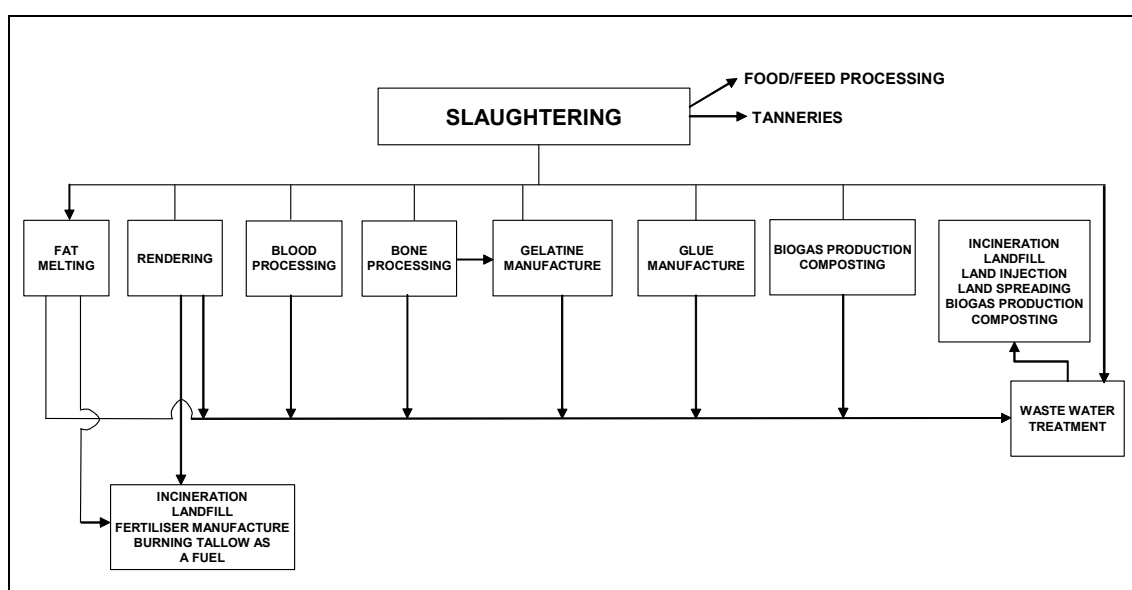 FOOD/FEED PROCESSING
SLAUGHTERING
TANNERIES
FAT
MELTING
RENDERING
BLOOD
PROCESSING
BONE
PROCESSING
GELATINE
MANUFACTURE
GLUE
MANUFACTURE
BIOGAS PRODUCTION
COMPOSTING
INCINERATION
LANDFILL
LAND INJECTION
LAND SPREADING
BIOGAS PRODUCTION
COMPOSTING
WASTE WATER
TREATMENT
INCINERATION
LANDFILL
FERTILISER MANUFACTURE
BURNING TALLOW AS
A FUEL